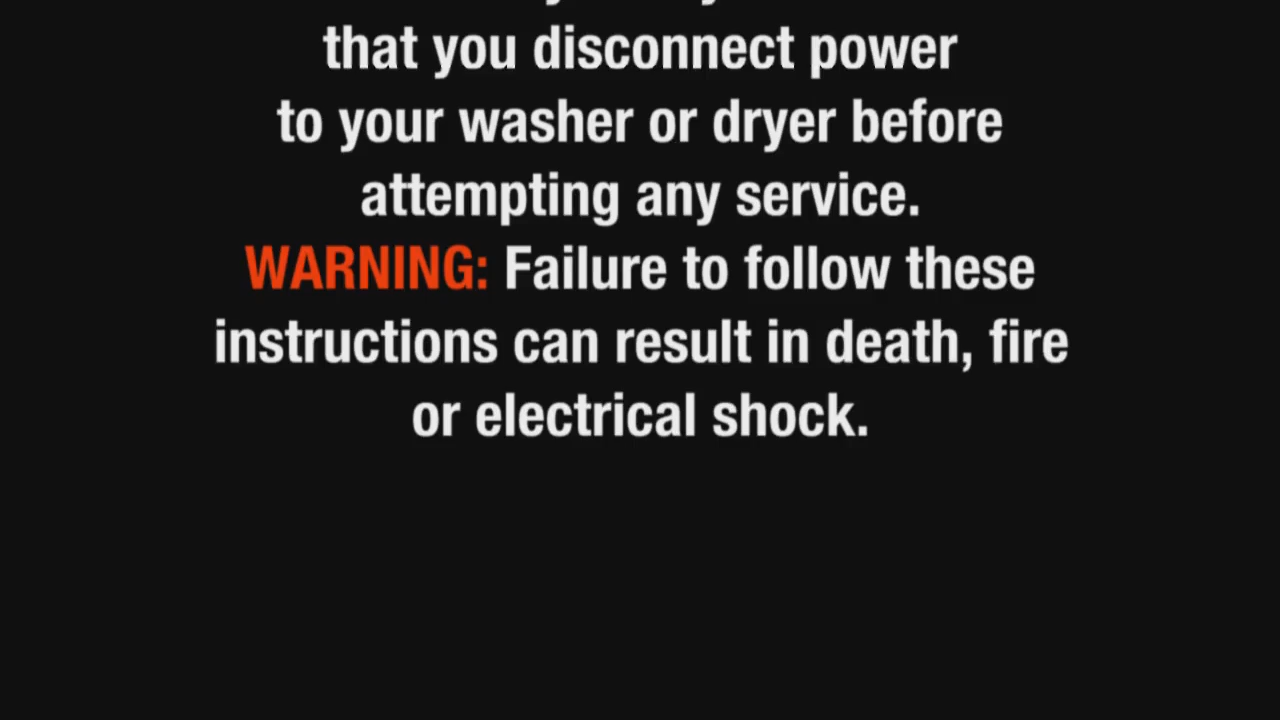 that you disconnect power
to your washer or dryer before
attempting any service.
WARNING: Failure to follow these
instructions can result in death, fire
or electrical shock.